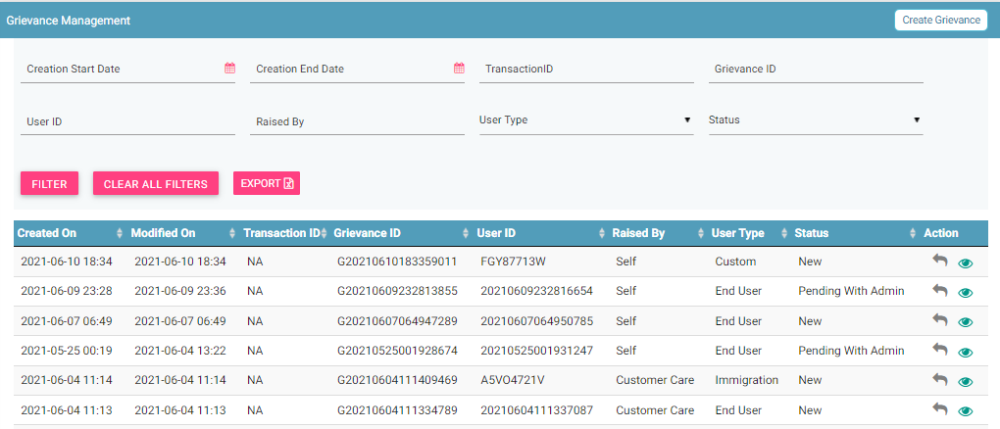 Grievance Management Create Grievance
Creation Start Date Creation End Date TransactionID Grievance ID
User ID Raised By User Type Status
FILTER CLEAR ALL FILTERS EXPORT
Created On Modified On Transaction ID Grievance ID User ID Raised By User Type Status Action
2021-06-10 18:34 2021-06-10 18:34 NA G20210610183359011 FGY87713W Self Custom New
2021-06-09 23:28 2021-06-09 23:36 NA G20210609232813855 20210609232816654 Self End User Pending With Admin
2021-06-07 06:49 2021-06-07 06:49 NA G20210607064947289 20210607064950785 Self End User New
2021-05-25 00:19 2021-06-04 13:22 NA G20210525001928674 20210525001931247 Self End User Pending With Admin
2021-06-04 11:14 2021-06-04 11:14 NA G20210604111409469 A5VO4721V Customer Care Immigration New
2021-06-04 11:13 2021-06-04 11:13 NA G20210604111334789 20210604111337087 Customer Care End User New